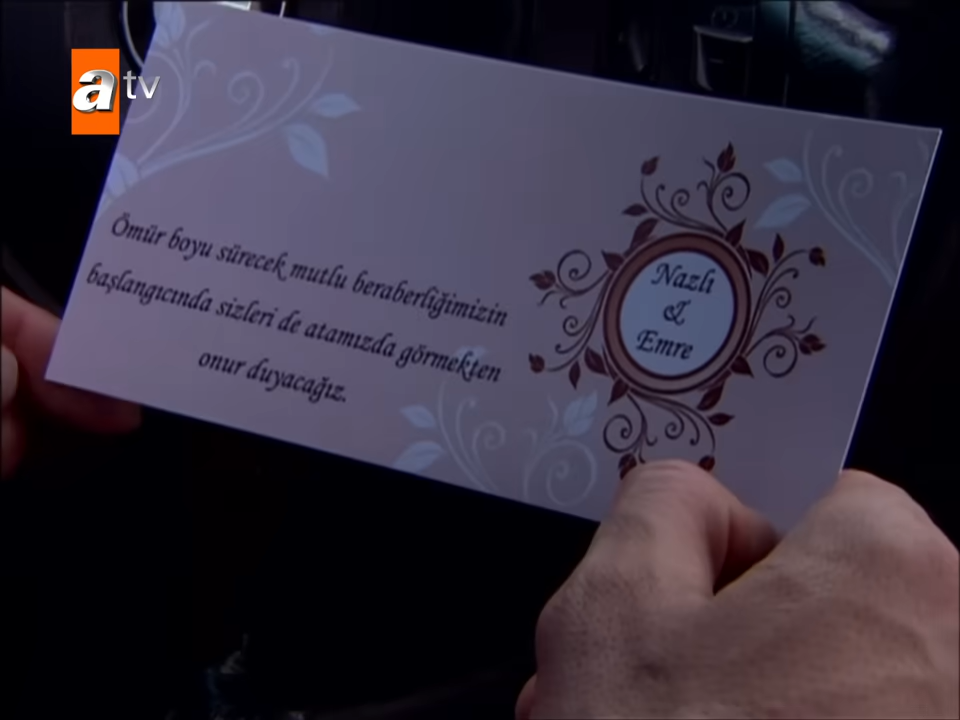 atv
Ömür boyu sürecek mutlu beraberliğimizin
başlangıcında sizleri de atamızda görmekten
onur duyacağız.
Nazlı
&
Emre